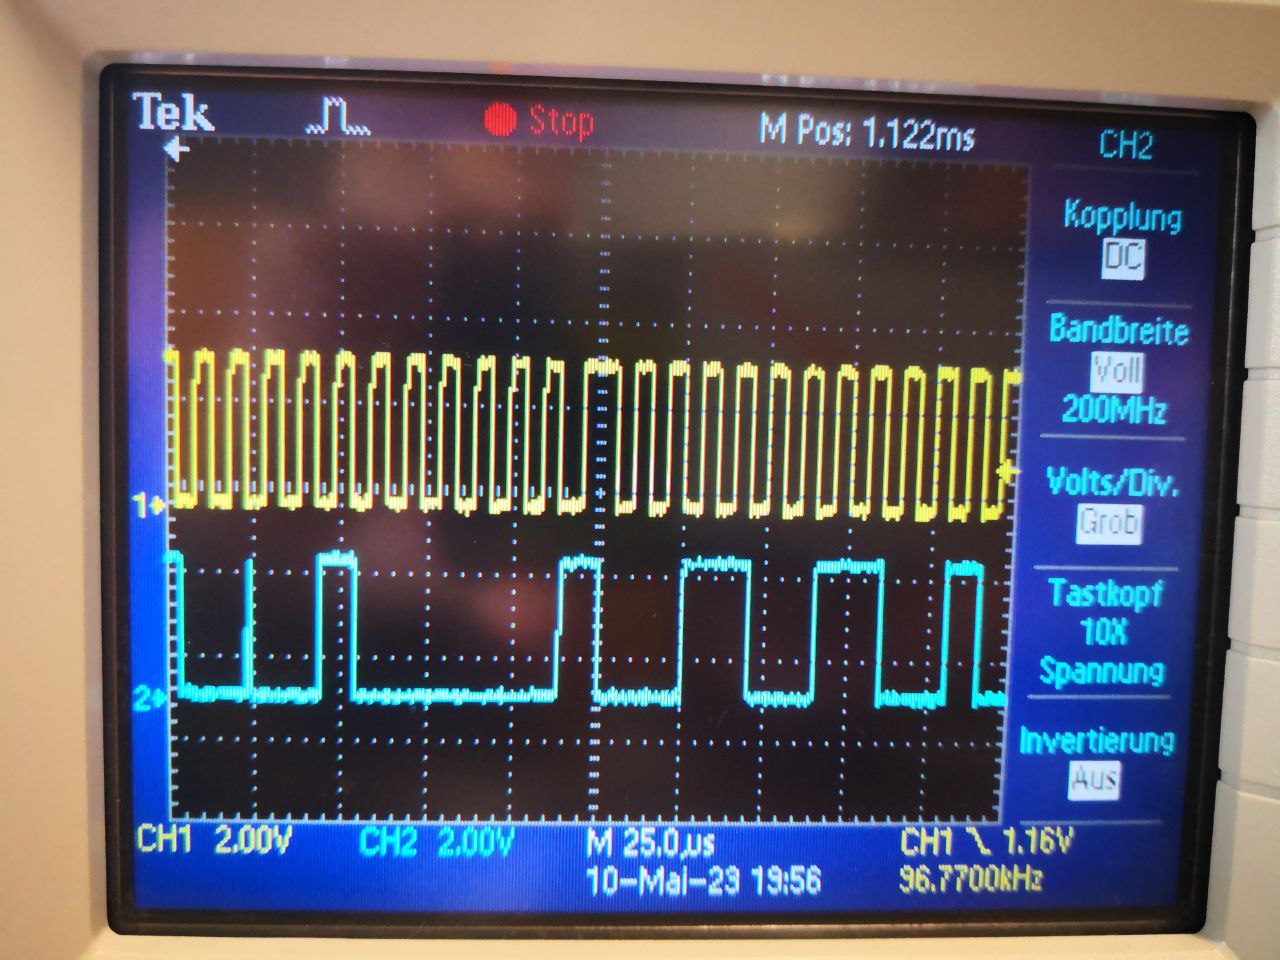 Tek Stop M Pos: 1.122ms CH2
Kopplung
DC
Bandbreite
Voll
200MHz
Volts/Div.
Grob
1
Tastkopf
10X
Spannung
2
Invertierung
Aus
CH1 2.00V CH2 2.00V M 25.0µs CH1 1.16V
10-Mai-23 19:56 96.7700kHz